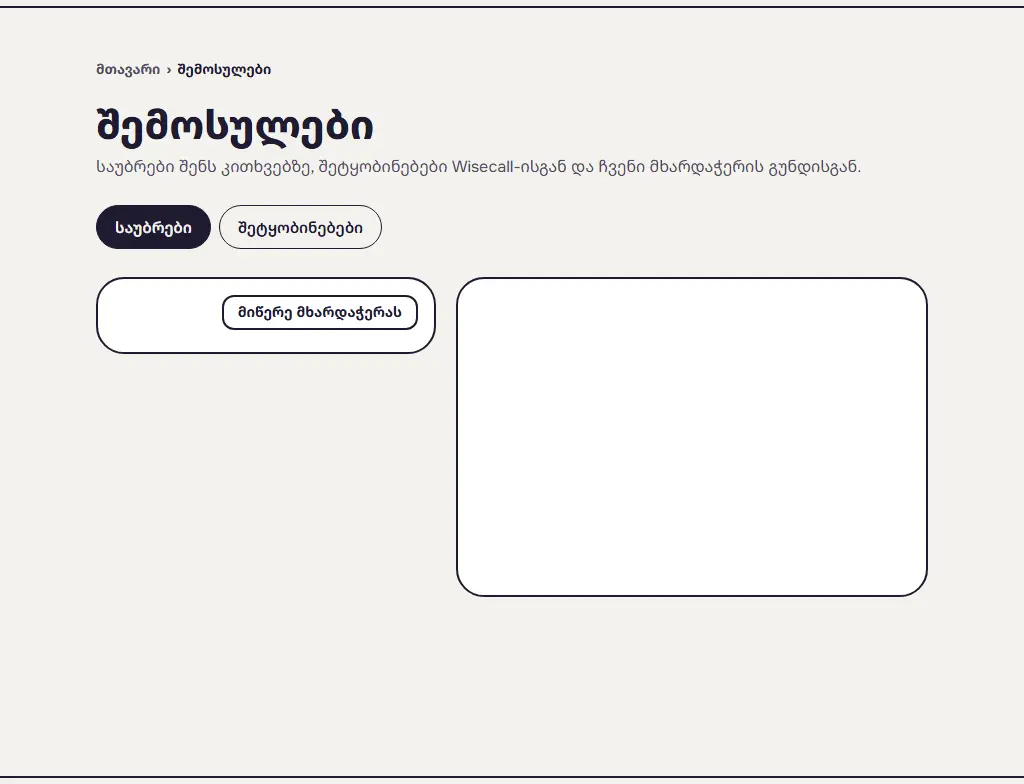 მთავარი › შემოსულები
შემოსულები
საუბრები შენს კითხვებზე, შეტყობინებები Wisecall-ისგან და ჩვენი მხარდაჭერის გუნდისგან.
საუბრები
შეტყობინებები
მიწერე მხარდაჭერას